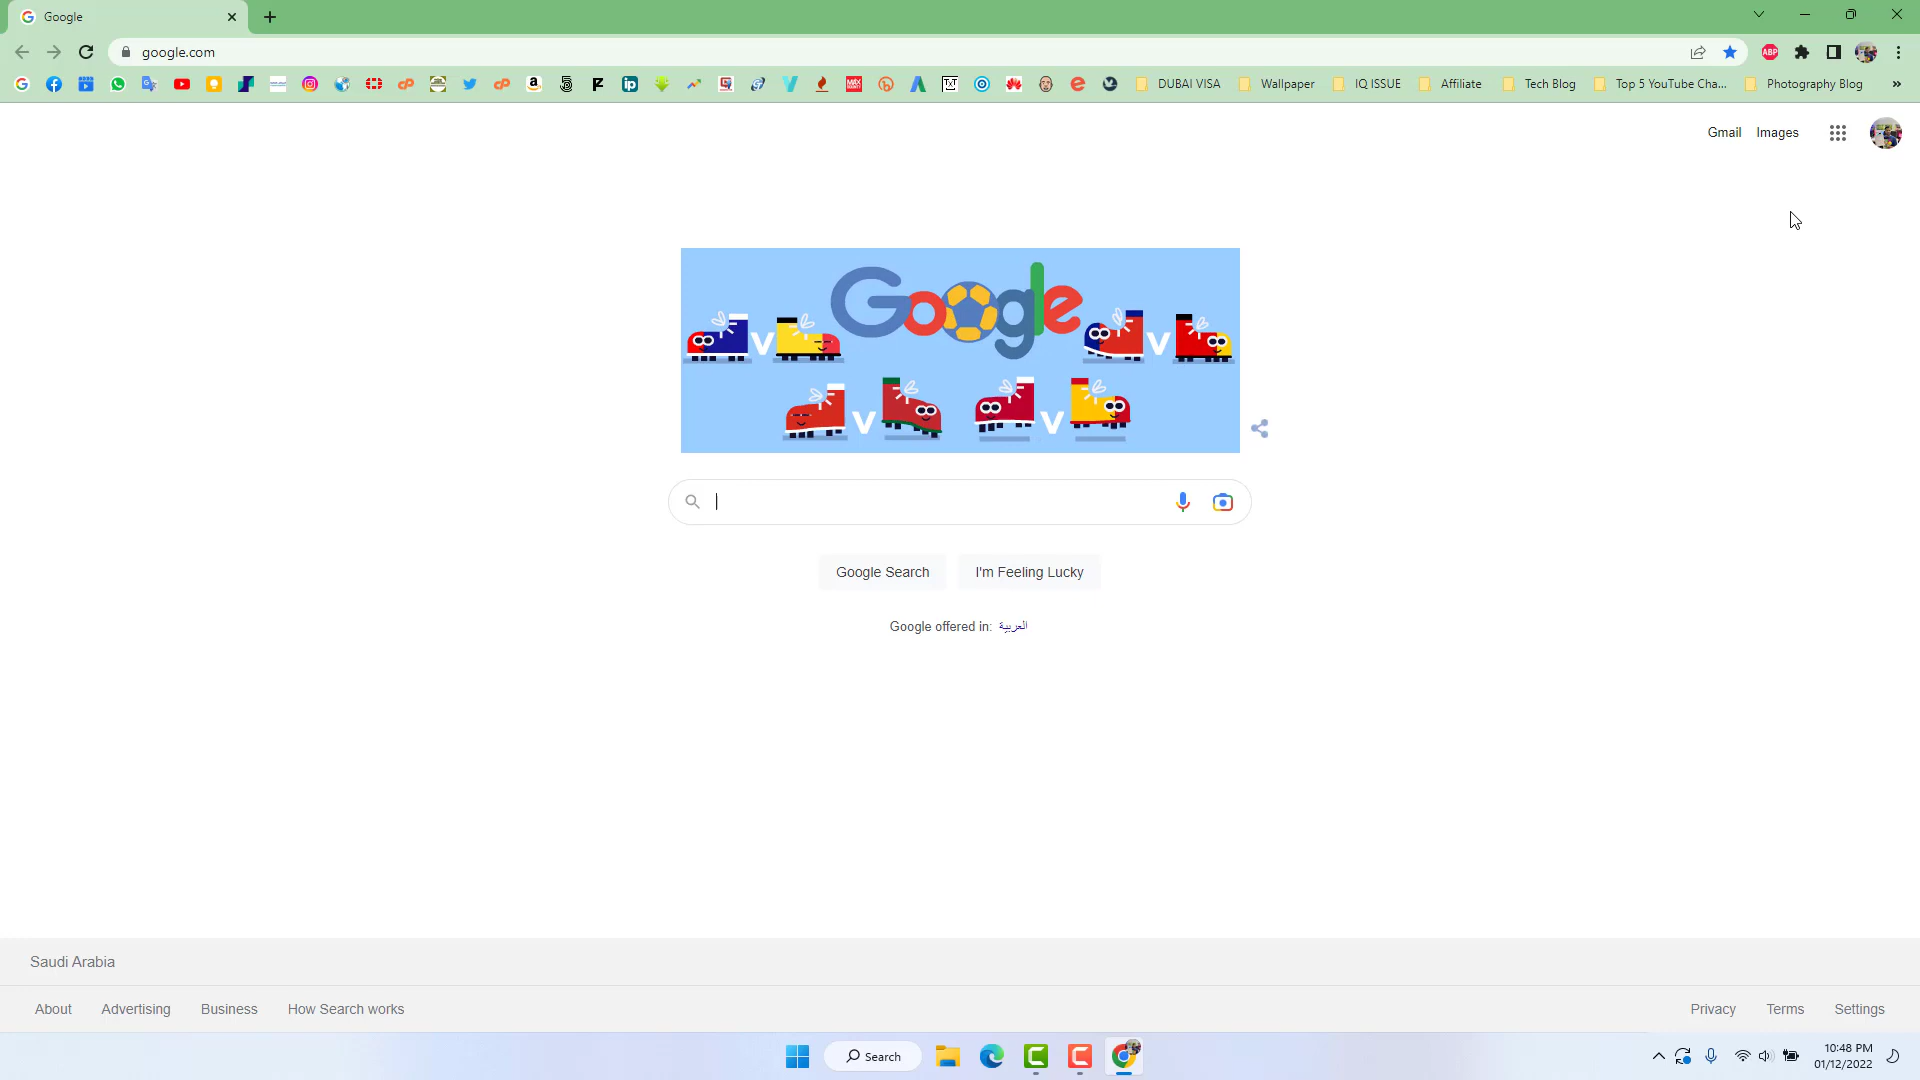 Google
google.com
ABP
DUBAI VISA
Wallpaper
IQ ISSUE
Affiliate
Tech Blog
Top 5 YouTube Cha...
Photography Blog
Gmail
Images
Google
V
V
V
V
Google Search
I'm Feeling Lucky
Google offered in: العربية
Saudi Arabia
About
Advertising
Business
How Search works
Privacy
Terms
Settings
Search
10:48 PM
01/12/2022